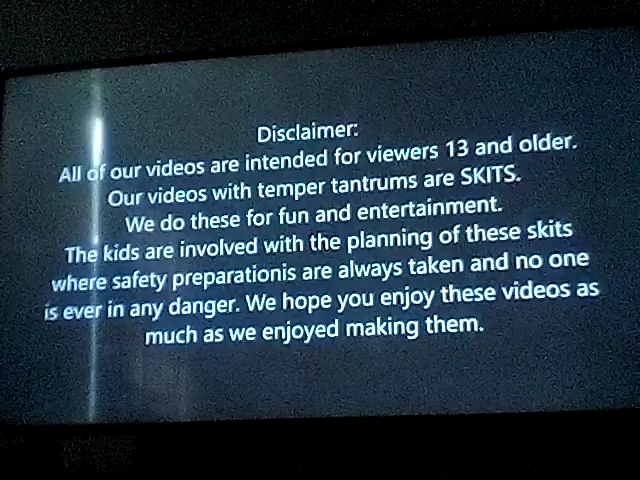 Disclaimer:
All of our videos are intended for viewers 13 and older.
Our videos with temper tantrums are SKITS.
We do these for fun and entertainment.
The kids are involved with the planning of these skits
where safety preparationis are always taken and no one
is ever in any danger. We hope you enjoy these videos as
much as we enjoyed making them.